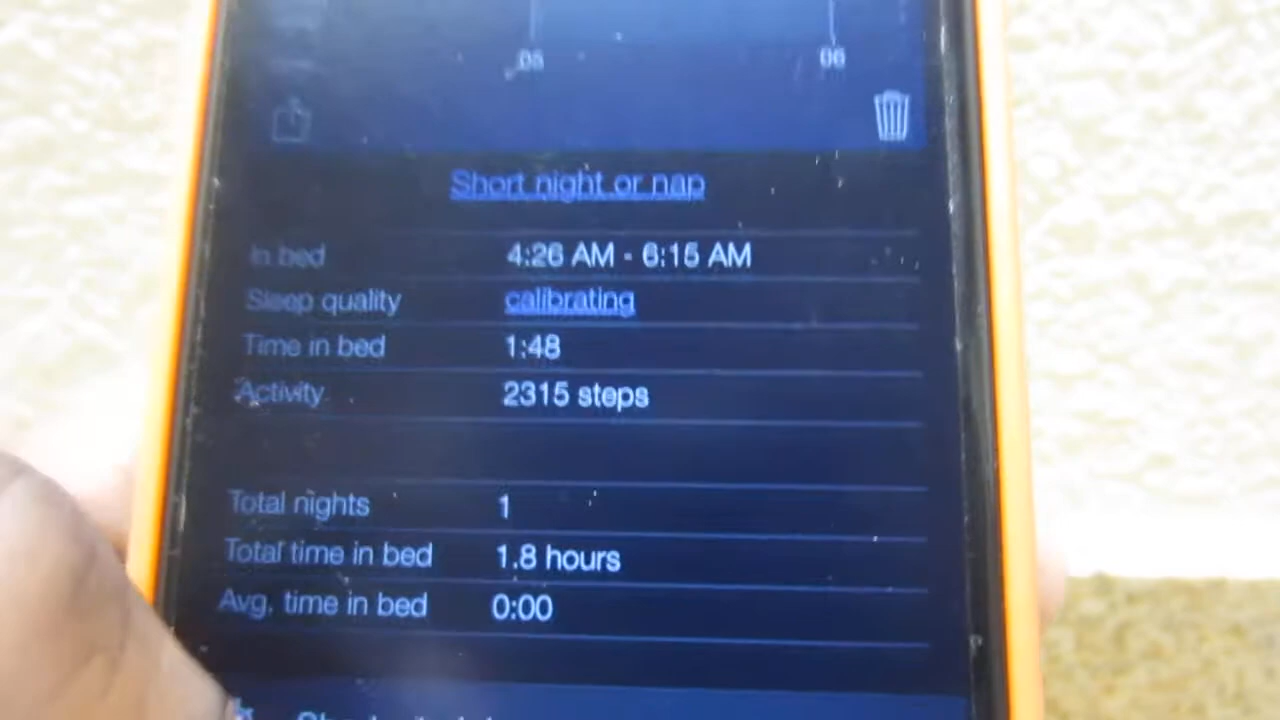 05 06
Short night or nap
In bed 4:26 AM - 6:15 AM
Sleep quality calibrating
Time in bed 1:48
Activity 2315 steps
Total nights 1
Total time in bed 1.8 hours
Avg. time in bed 0:00